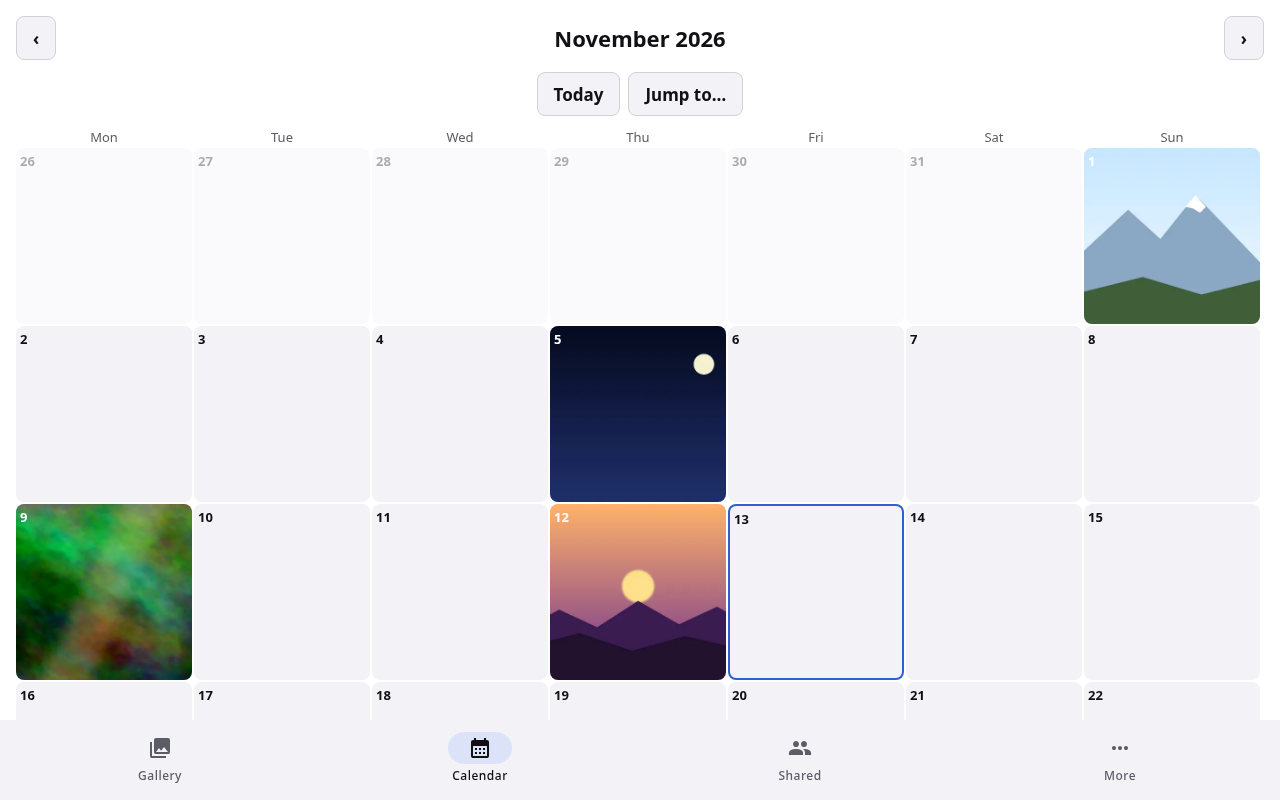 ‹ November 2026 ›
Today Jump to...
Mon Tue Wed Thu Fri Sat Sun
26 27 28 29 30 31 1
2 3 4 5 6 7 8
9 10 11 12 13 14 15
16 17 18 19 20 21 22
Gallery Calendar Shared More